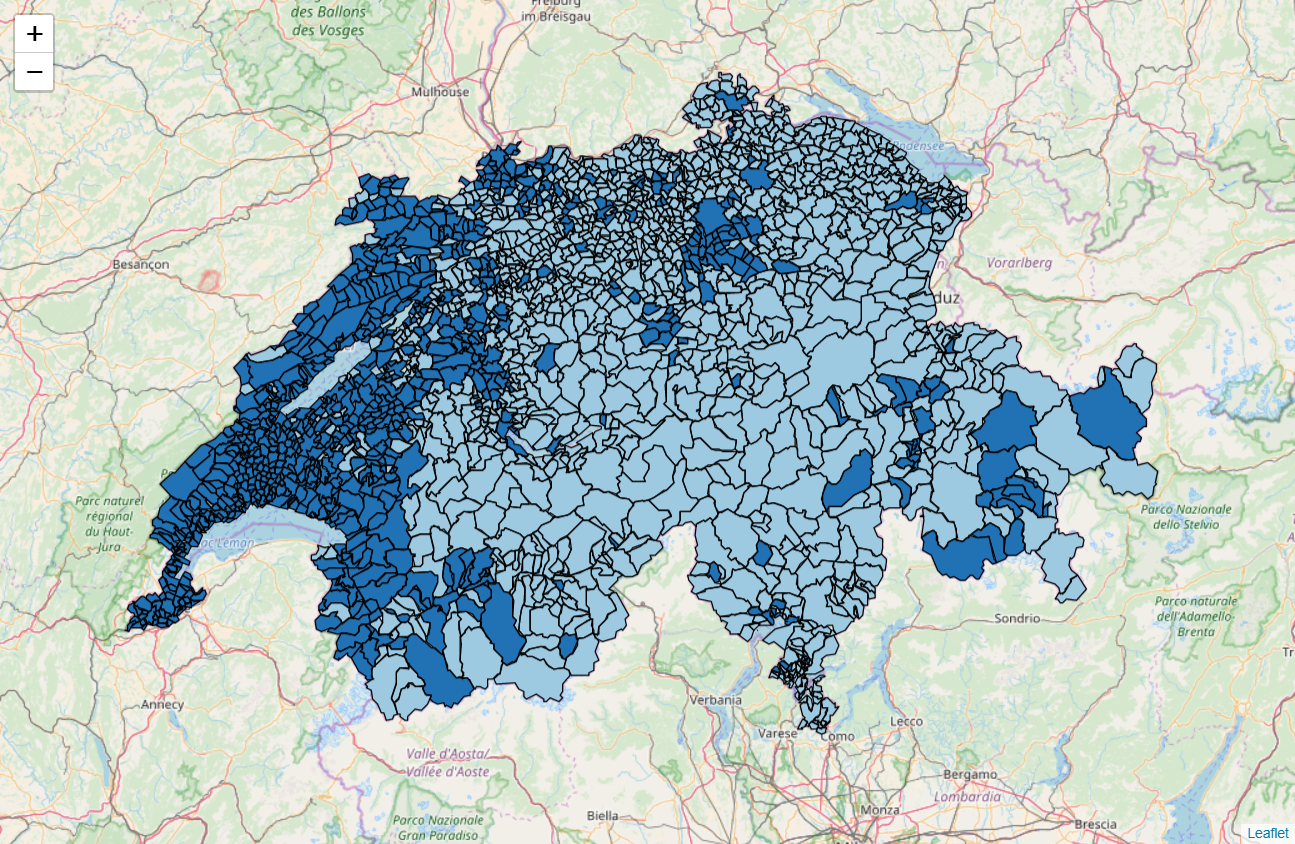 +
−
des Ballons
des Vosges
Freiburg
im Breisgau
Mulhouse
Bodensee
Besançon
Vorarlberg
duz
Parc naturel
régional
du Haut-
Jura
Léman
Parco Nazionale
dello Stelvio
Parco naturale
dell'Adamello-
Brenta
Sondrio
Annecy
Verbania
Lecco
Varese
Como
Valle d'Aosta/
Vallée d'Aoste
Bergamo
Lombardia
Monza
Biella
Parco Nazionale
Gran Paradiso
Brescia
Leaflet